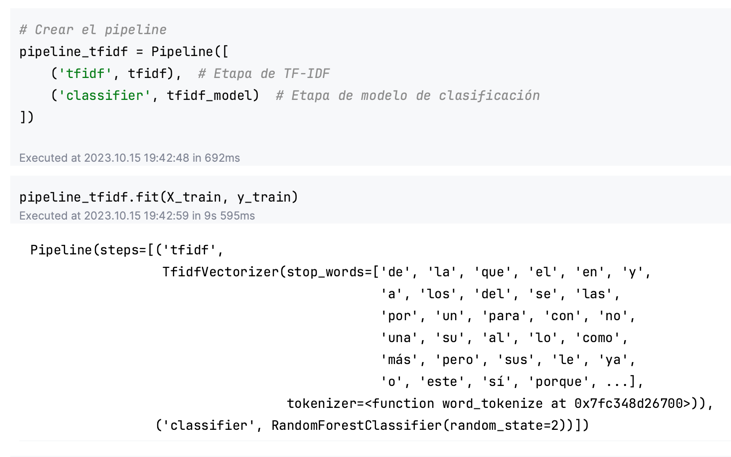 # Crear el pipeline
pipeline_tfidf = Pipeline([
    ('tfidf', tfidf),  # Etapa de TF-IDF
    ('classifier', tfidf_model)  # Etapa de modelo de clasificación
])
Executed at 2023.10.15 19:42:48 in 692ms
pipeline_tfidf.fit(X_train, y_train)
Executed at 2023.10.15 19:42:59 in 9s 595ms
Pipeline(steps=[('tfidf',
                 TfidfVectorizer(stop_words=['de', 'la', 'que', 'el', 'en', 'y',
                                             'a', 'los', 'del', 'se', 'las',
                                             'por', 'un', 'para', 'con', 'no',
                                             'una', 'su', 'al', 'lo', 'como',
                                             'más', 'pero', 'sus', 'le', 'ya',
                                             'o', 'este', 'sí', 'porque', ...],
                                 tokenizer=<function word_tokenize at 0x7fc348d26700>)),
                ('classifier', RandomForestClassifier(random_state=2))])